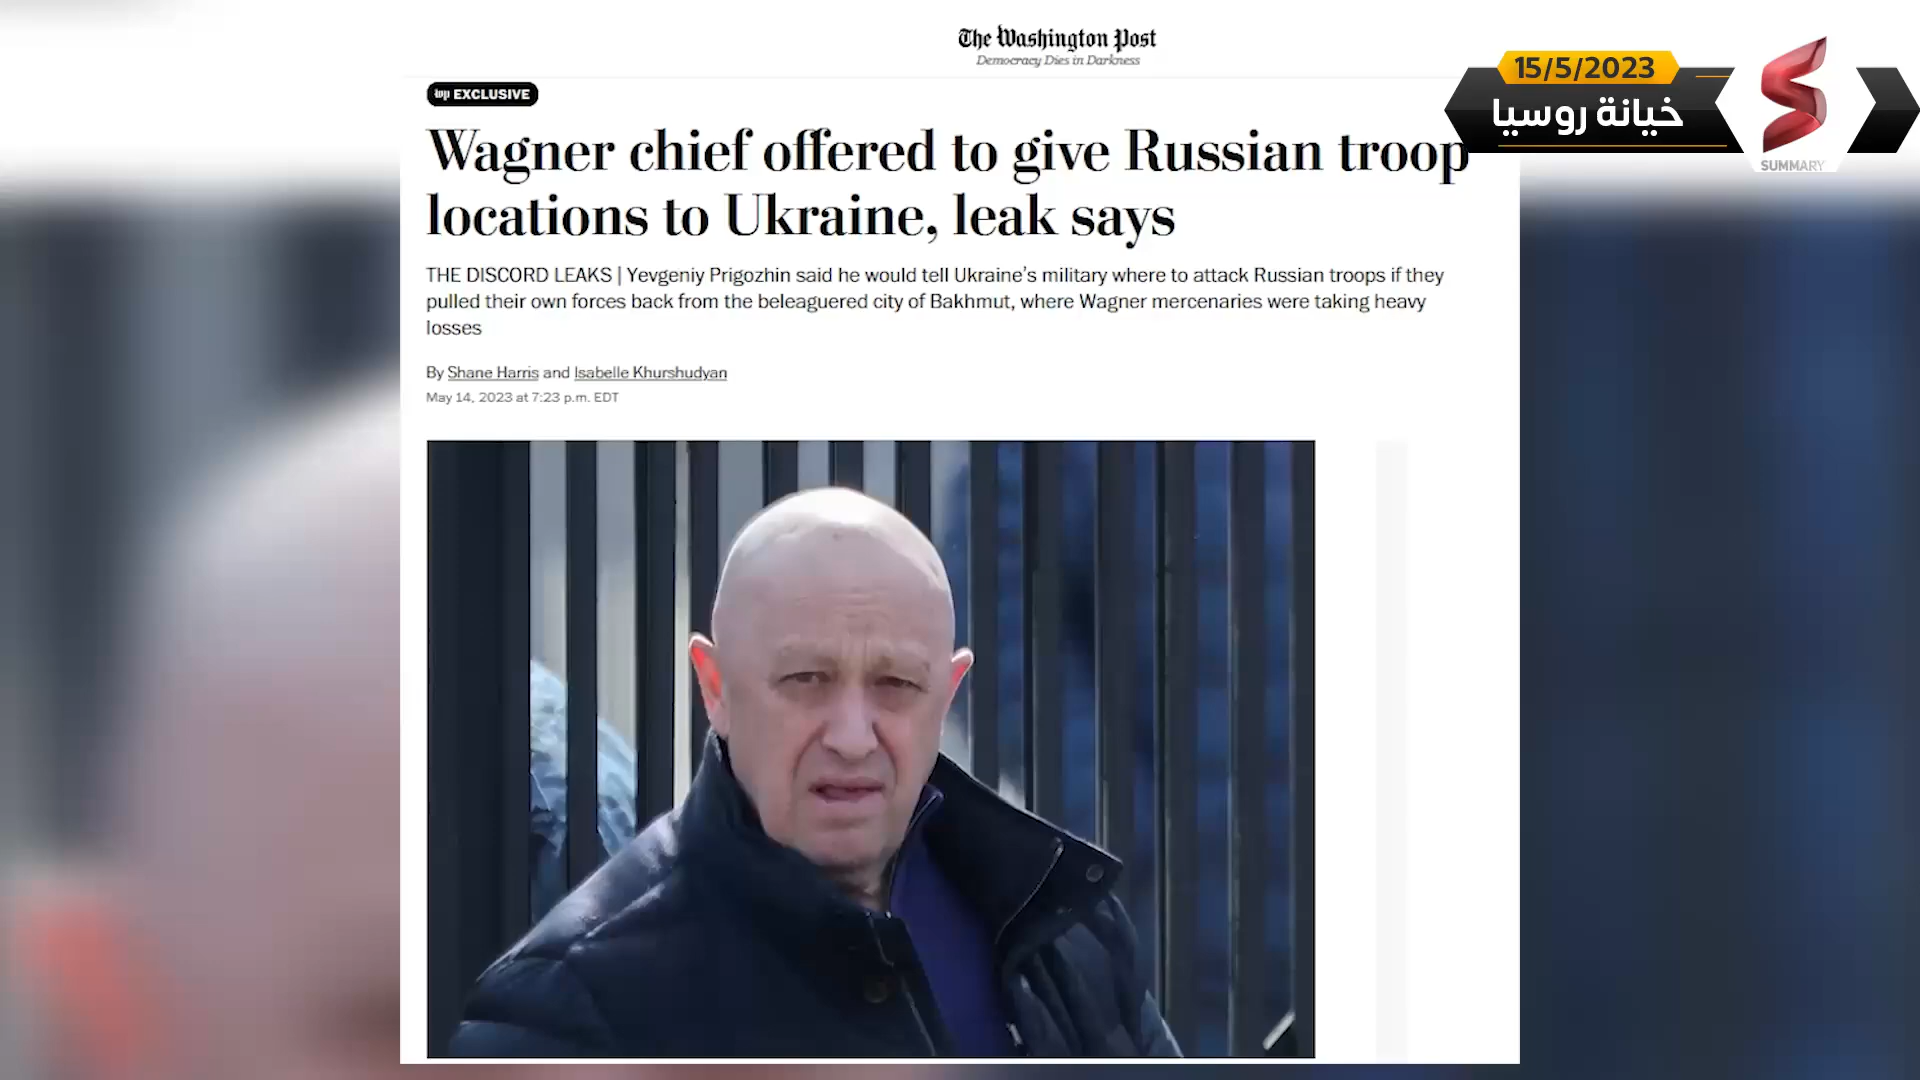 The Washington Post
Democracy Dies in Darkness
15/5/2023
خيانة روسيا
SUMMARY
wp EXCLUSIVE
Wagner chief offered to give Russian troop
locations to Ukraine, leak says
THE DISCORD LEAKS | Yevgeniy Prigozhin said he would tell Ukraine’s military where to attack Russian troops if they
pulled their own forces back from the beleaguered city of Bakhmut, where Wagner mercenaries were taking heavy
losses
By Shane Harris and Isabelle Khurshudyan
May 14, 2023 at 7:23 p.m. EDT